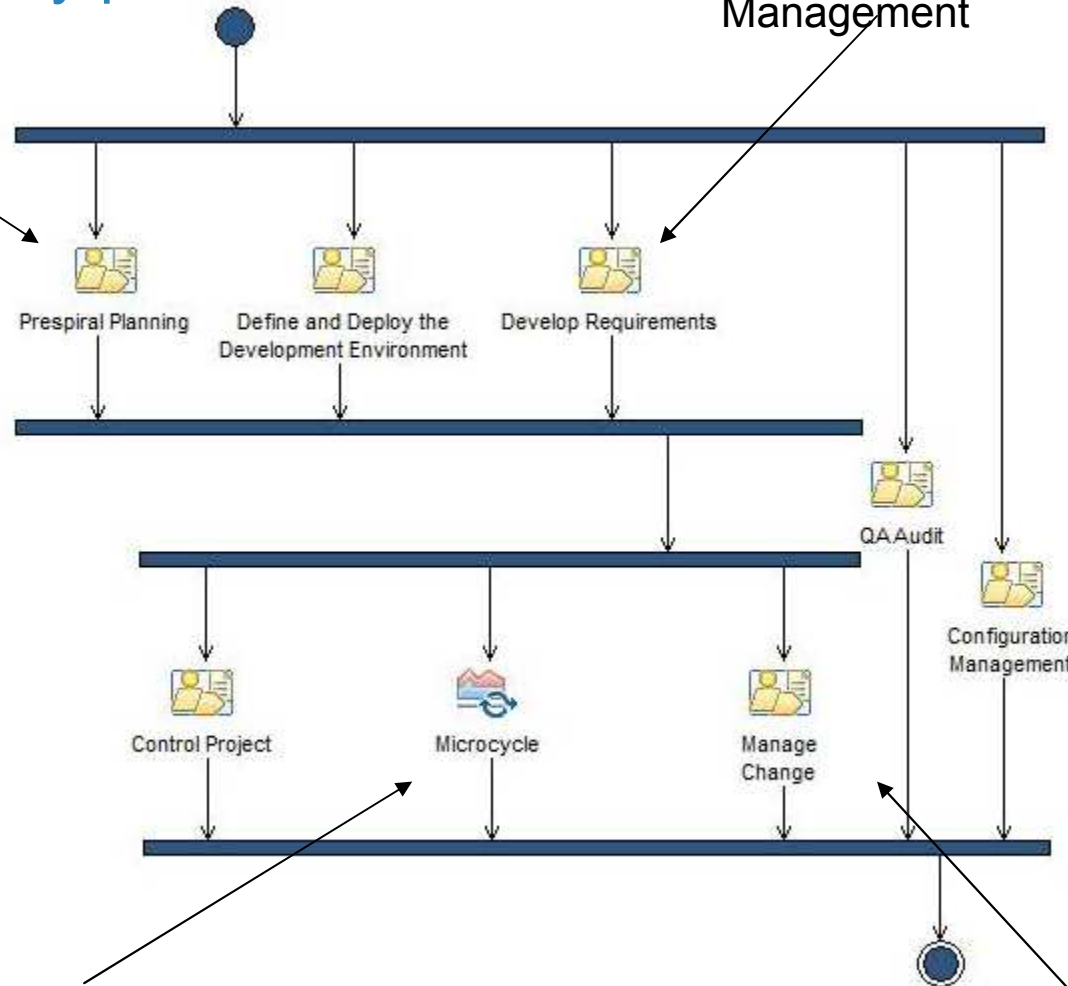 Management
Prespiral Planning
Define and Deploy the
Development Environment
Develop Requirements
QA Audit
Configuration
Management
Control Project
Microcycle
Manage
Change